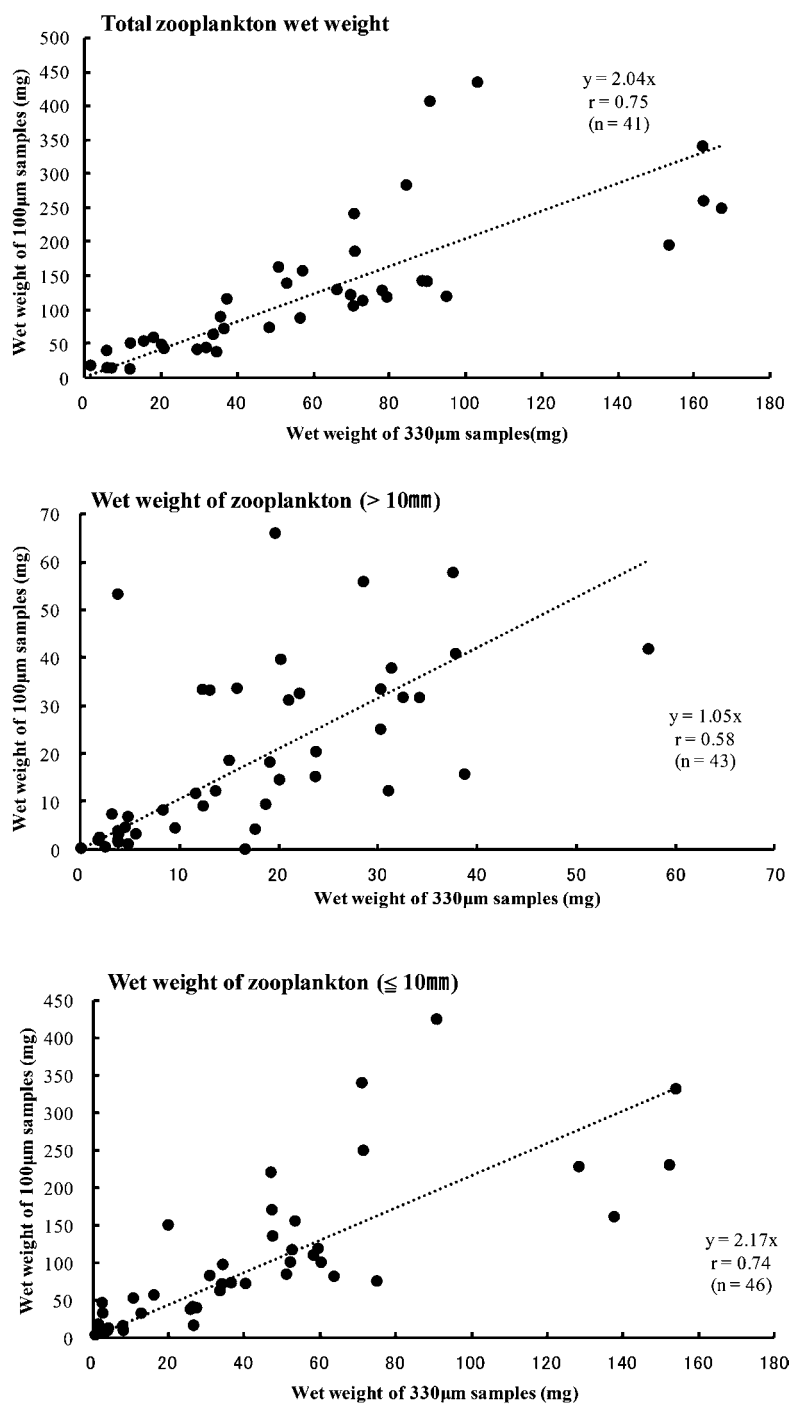 Total zooplankton wet weight
500
450
400
350
300
250
200
150
100
50
0
Wet weight of 100μm samples (mg)
y = 2.04x
r = 0.75
(n = 41)
0 20 40 60 80 100 120 140 160 180
Wet weight of 330μm samples(mg)
Wet weight of zooplankton (> 10㎜)
70
60
50
40
30
20
10
0
Wet weight of 100μm samples (mg)
y = 1.05x
r = 0.58
(n = 43)
0 10 20 30 40 50 60 70
Wet weight of 330μm samples (mg)
Wet weight of zooplankton (≦ 10㎜)
450
400
350
300
250
200
150
100
50
0
Wet weight of 100μm samples (mg)
y = 2.17x
r = 0.74
(n = 46)
0 20 40 60 80 100 120 140 160 180
Wet weight of 330μm samples (mg)